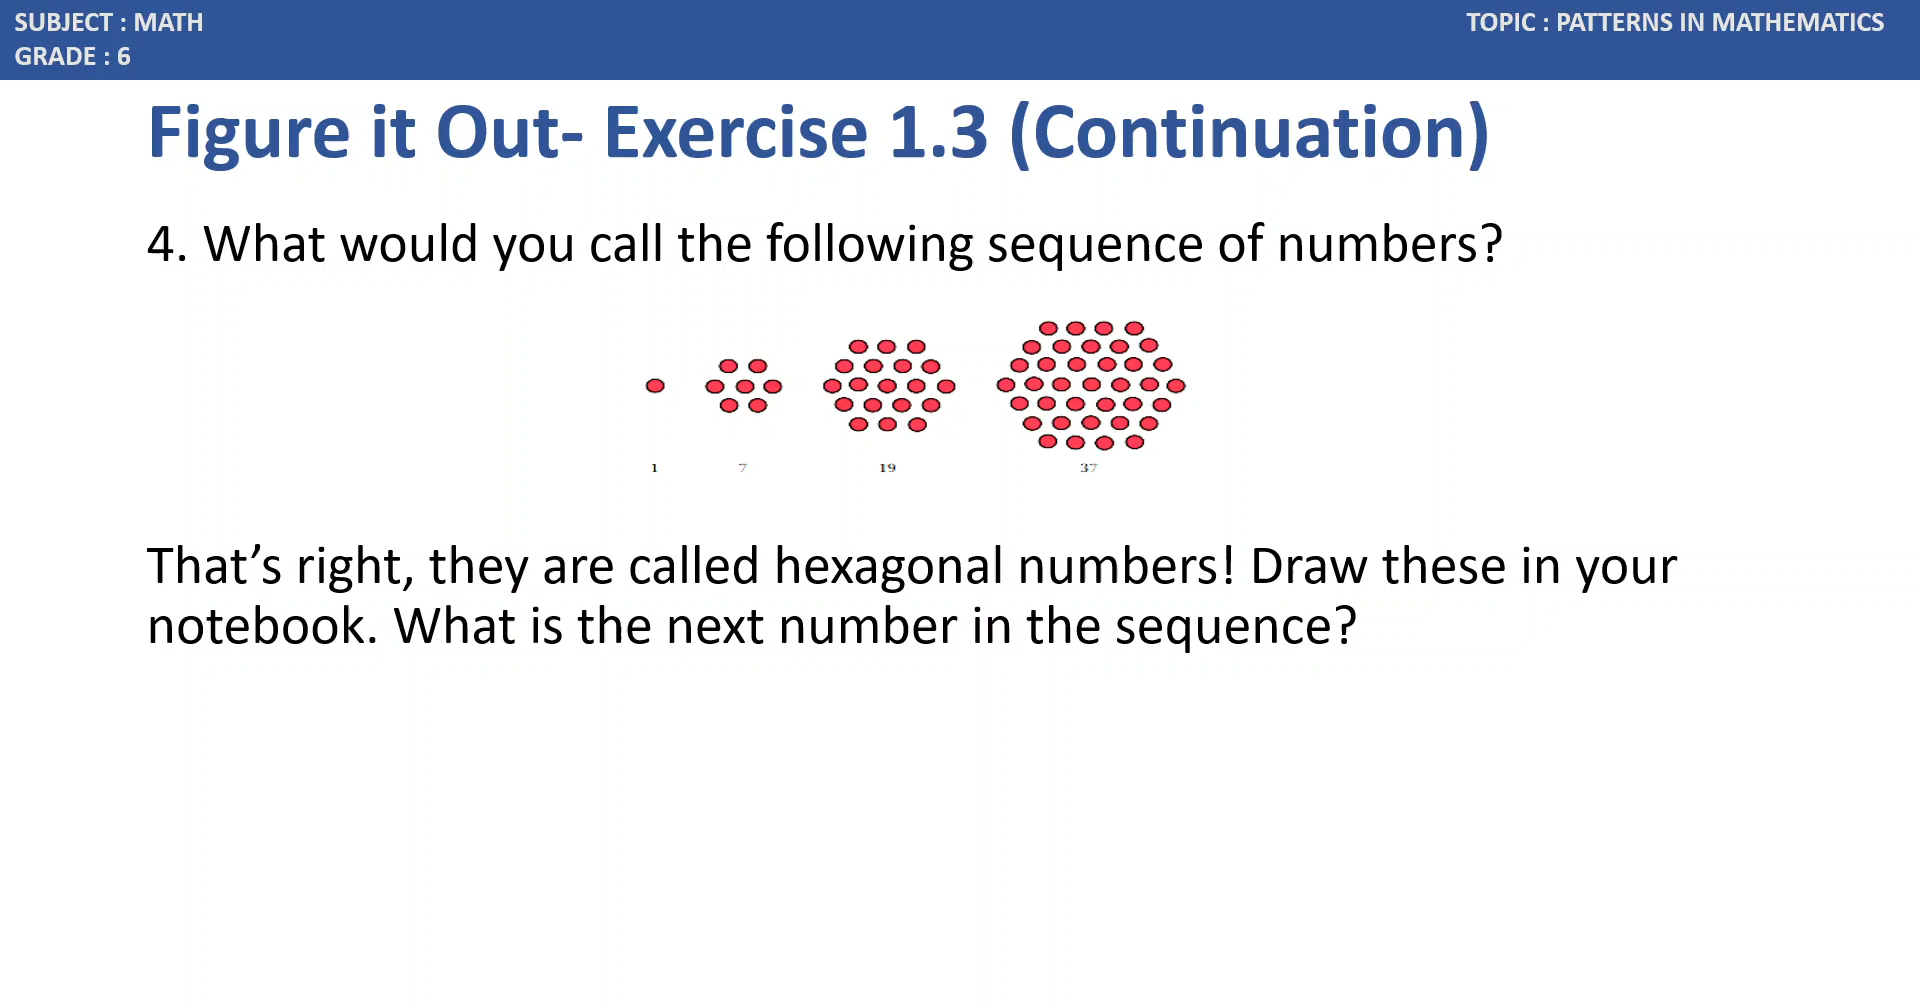 SUBJECT : MATH
TOPIC : PATTERNS IN MATHEMATICS
GRADE : 6
Figure it Out- Exercise 1.3 (Continuation)
4. What would you call the following sequence of numbers?
1 7 19 37
That’s right, they are called hexagonal numbers! Draw these in your
notebook. What is the next number in the sequence?